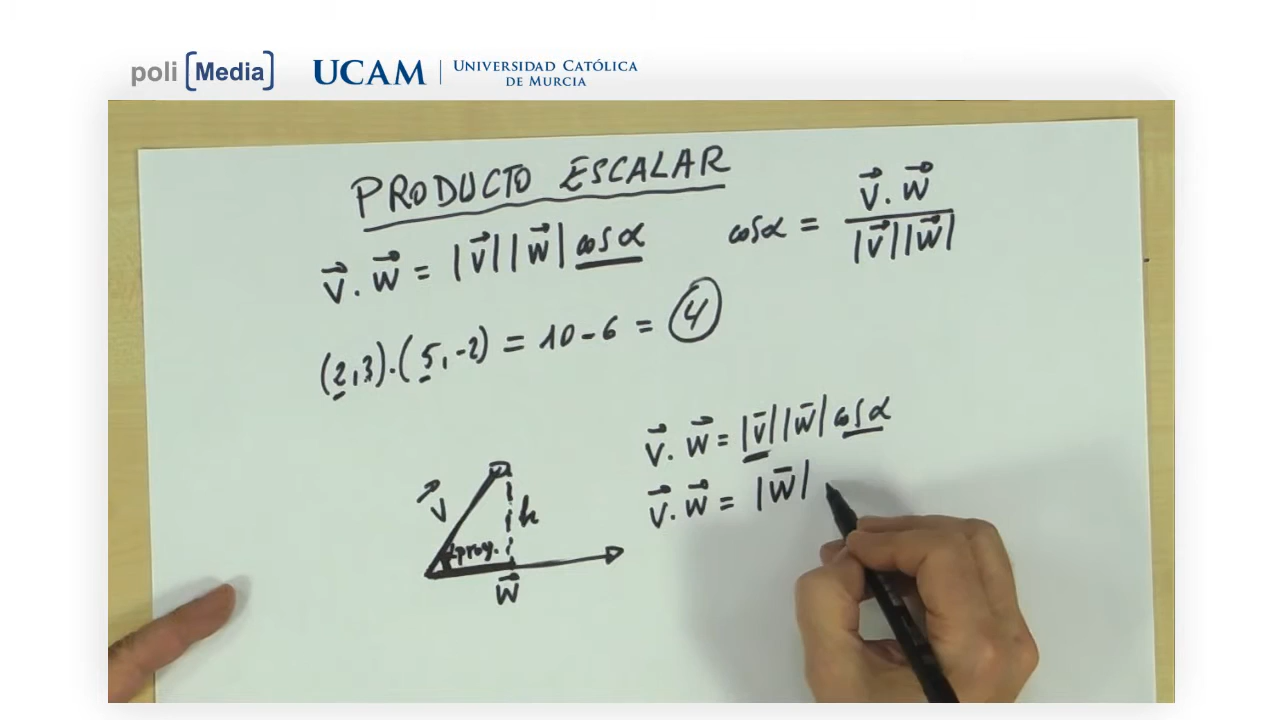 poli [Media] UCAM UNIVERSIDAD CATÓLICA
DE MURCIA
PRODUCTO ESCALAR
v⃗ . w⃗ = |v⃗| |w⃗| cos α
cos α = v⃗ . w⃗ / |v⃗||w⃗|
(2,3).(5,-2) = 10-6 = 4
v⃗ . w⃗ = |v̄||w̄| cos α
v⃗ . w⃗ = |w̄|
v⃗
h
α proy.
w⃗